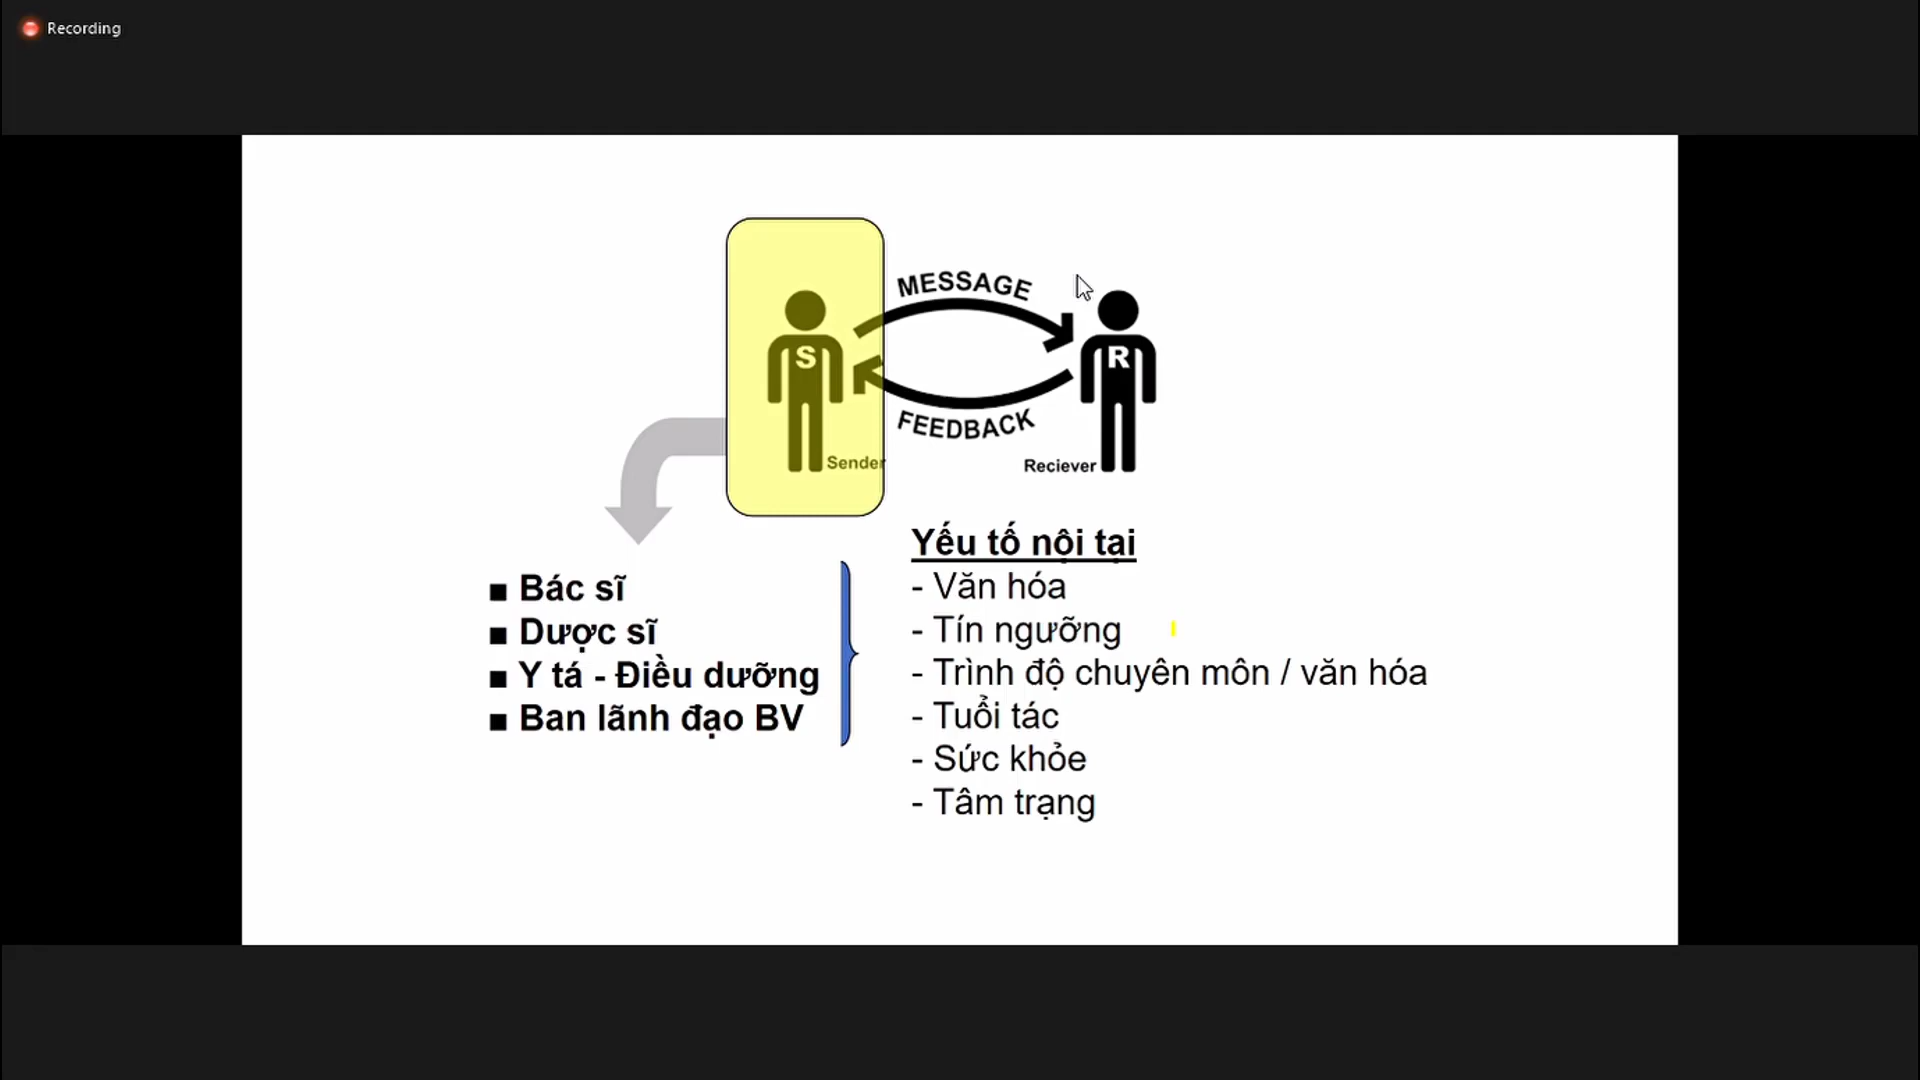 Recording
MESSAGE
S
R
FEEDBACK
Sender
Reciever
■ Bác sĩ
■ Dược sĩ
■ Y tá - Điều dưỡng
■ Ban lãnh đạo BV
Yếu tố nội tại
- Văn hóa
- Tín ngưỡng
- Trình độ chuyên môn / văn hóa
- Tuổi tác
- Sức khỏe
- Tâm trạng